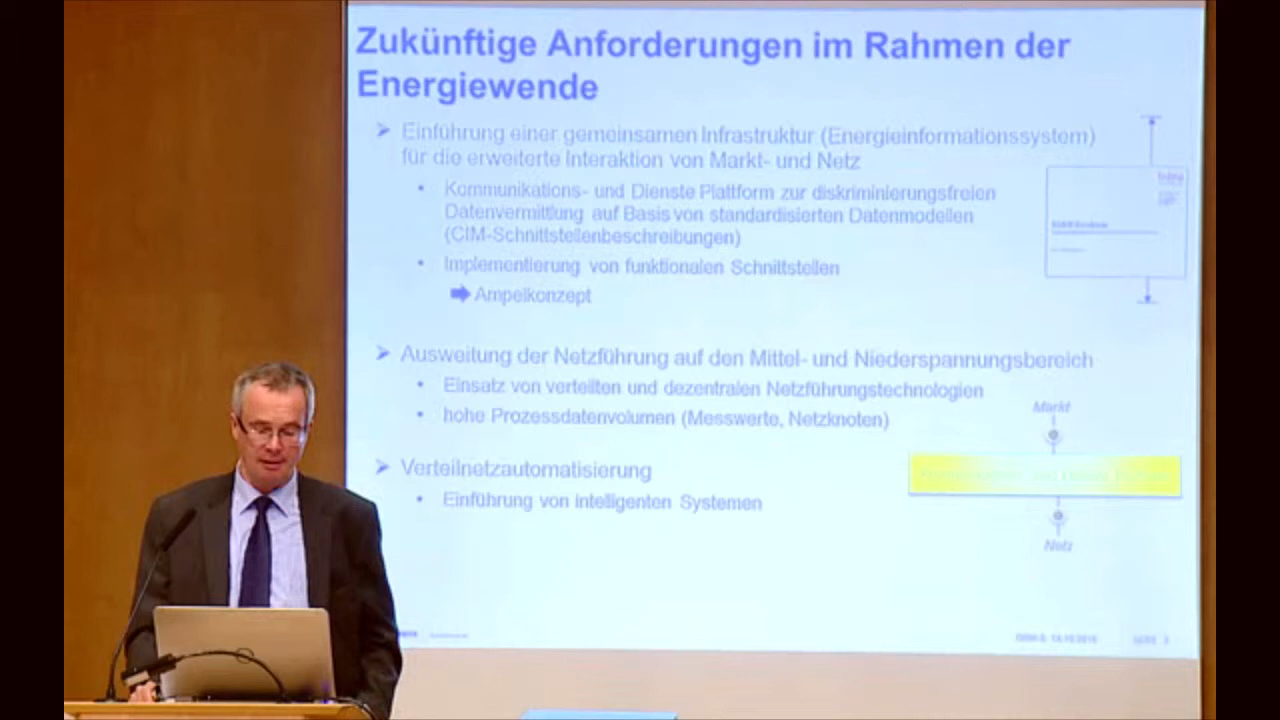 Zukünftige Anforderungen im Rahmen der
Energiewende
➤ Einführung einer gemeinsamen Infrastruktur (Energieinformationssystem)
für die erweiterte Interaktion von Markt- und Netz
• Kommunikations- und Dienste Plattform zur diskriminierungsfreien
Datenvermittlung auf Basis von standardisierten Datenmodellen
(CIM-Schnittstellenbeschreibungen)
• Implementierung von funktionalen Schnittstellen
➡ Ampelkonzept
➤ Ausweitung der Netzführung auf den Mittel- und Niederspannungsbereich
• Einsatz von verteilten und dezentralen Netzführungstechnologien
• hohe Prozessdatenvolumen (Messwerte, Netzknoten)
Markt
➤ Verteilnetzautomatisierung
• Einführung von intelligenten Systemen
Netz